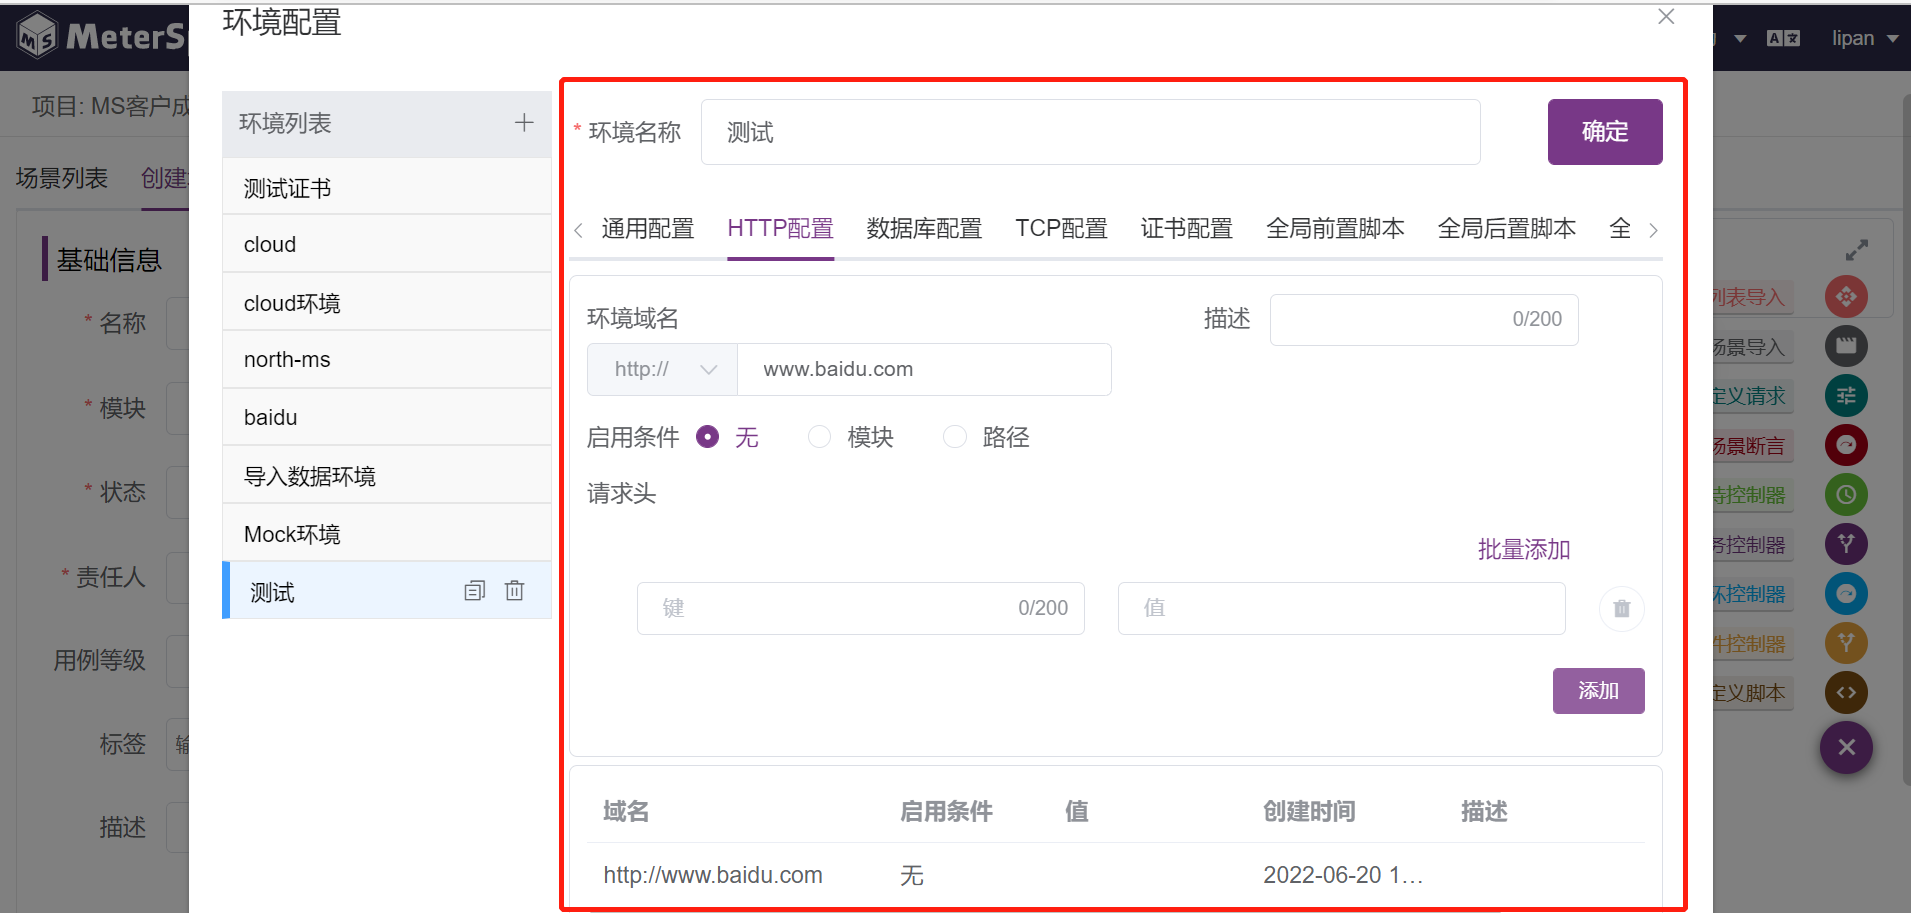 环境配置
MeterS
lipan
项目: MS客户成
环境列表
* 环境名称
测试
确定
场景列表
创建
测试证书
cloud
cloud环境
north-ms
baidu
导入数据环境
Mock环境
测试
通用配置
HTTP配置
数据库配置
TCP配置
证书配置
全局前置脚本
全局后置脚本
全
基础信息
* 名称
* 模块
* 状态
* 责任人
用例等级
标签
描述
环境域名
描述
0/200
http://
www.baidu.com
启用条件
无
模块
路径
请求头
批量添加
键
0/200
值
添加
域名
启用条件
值
创建时间
描述
http://www.baidu.com
无
2022-06-20 1...
列表导入
场景导入
定义请求
场景断言
待控制器
务控制器
环控制器
件控制器
定义脚本